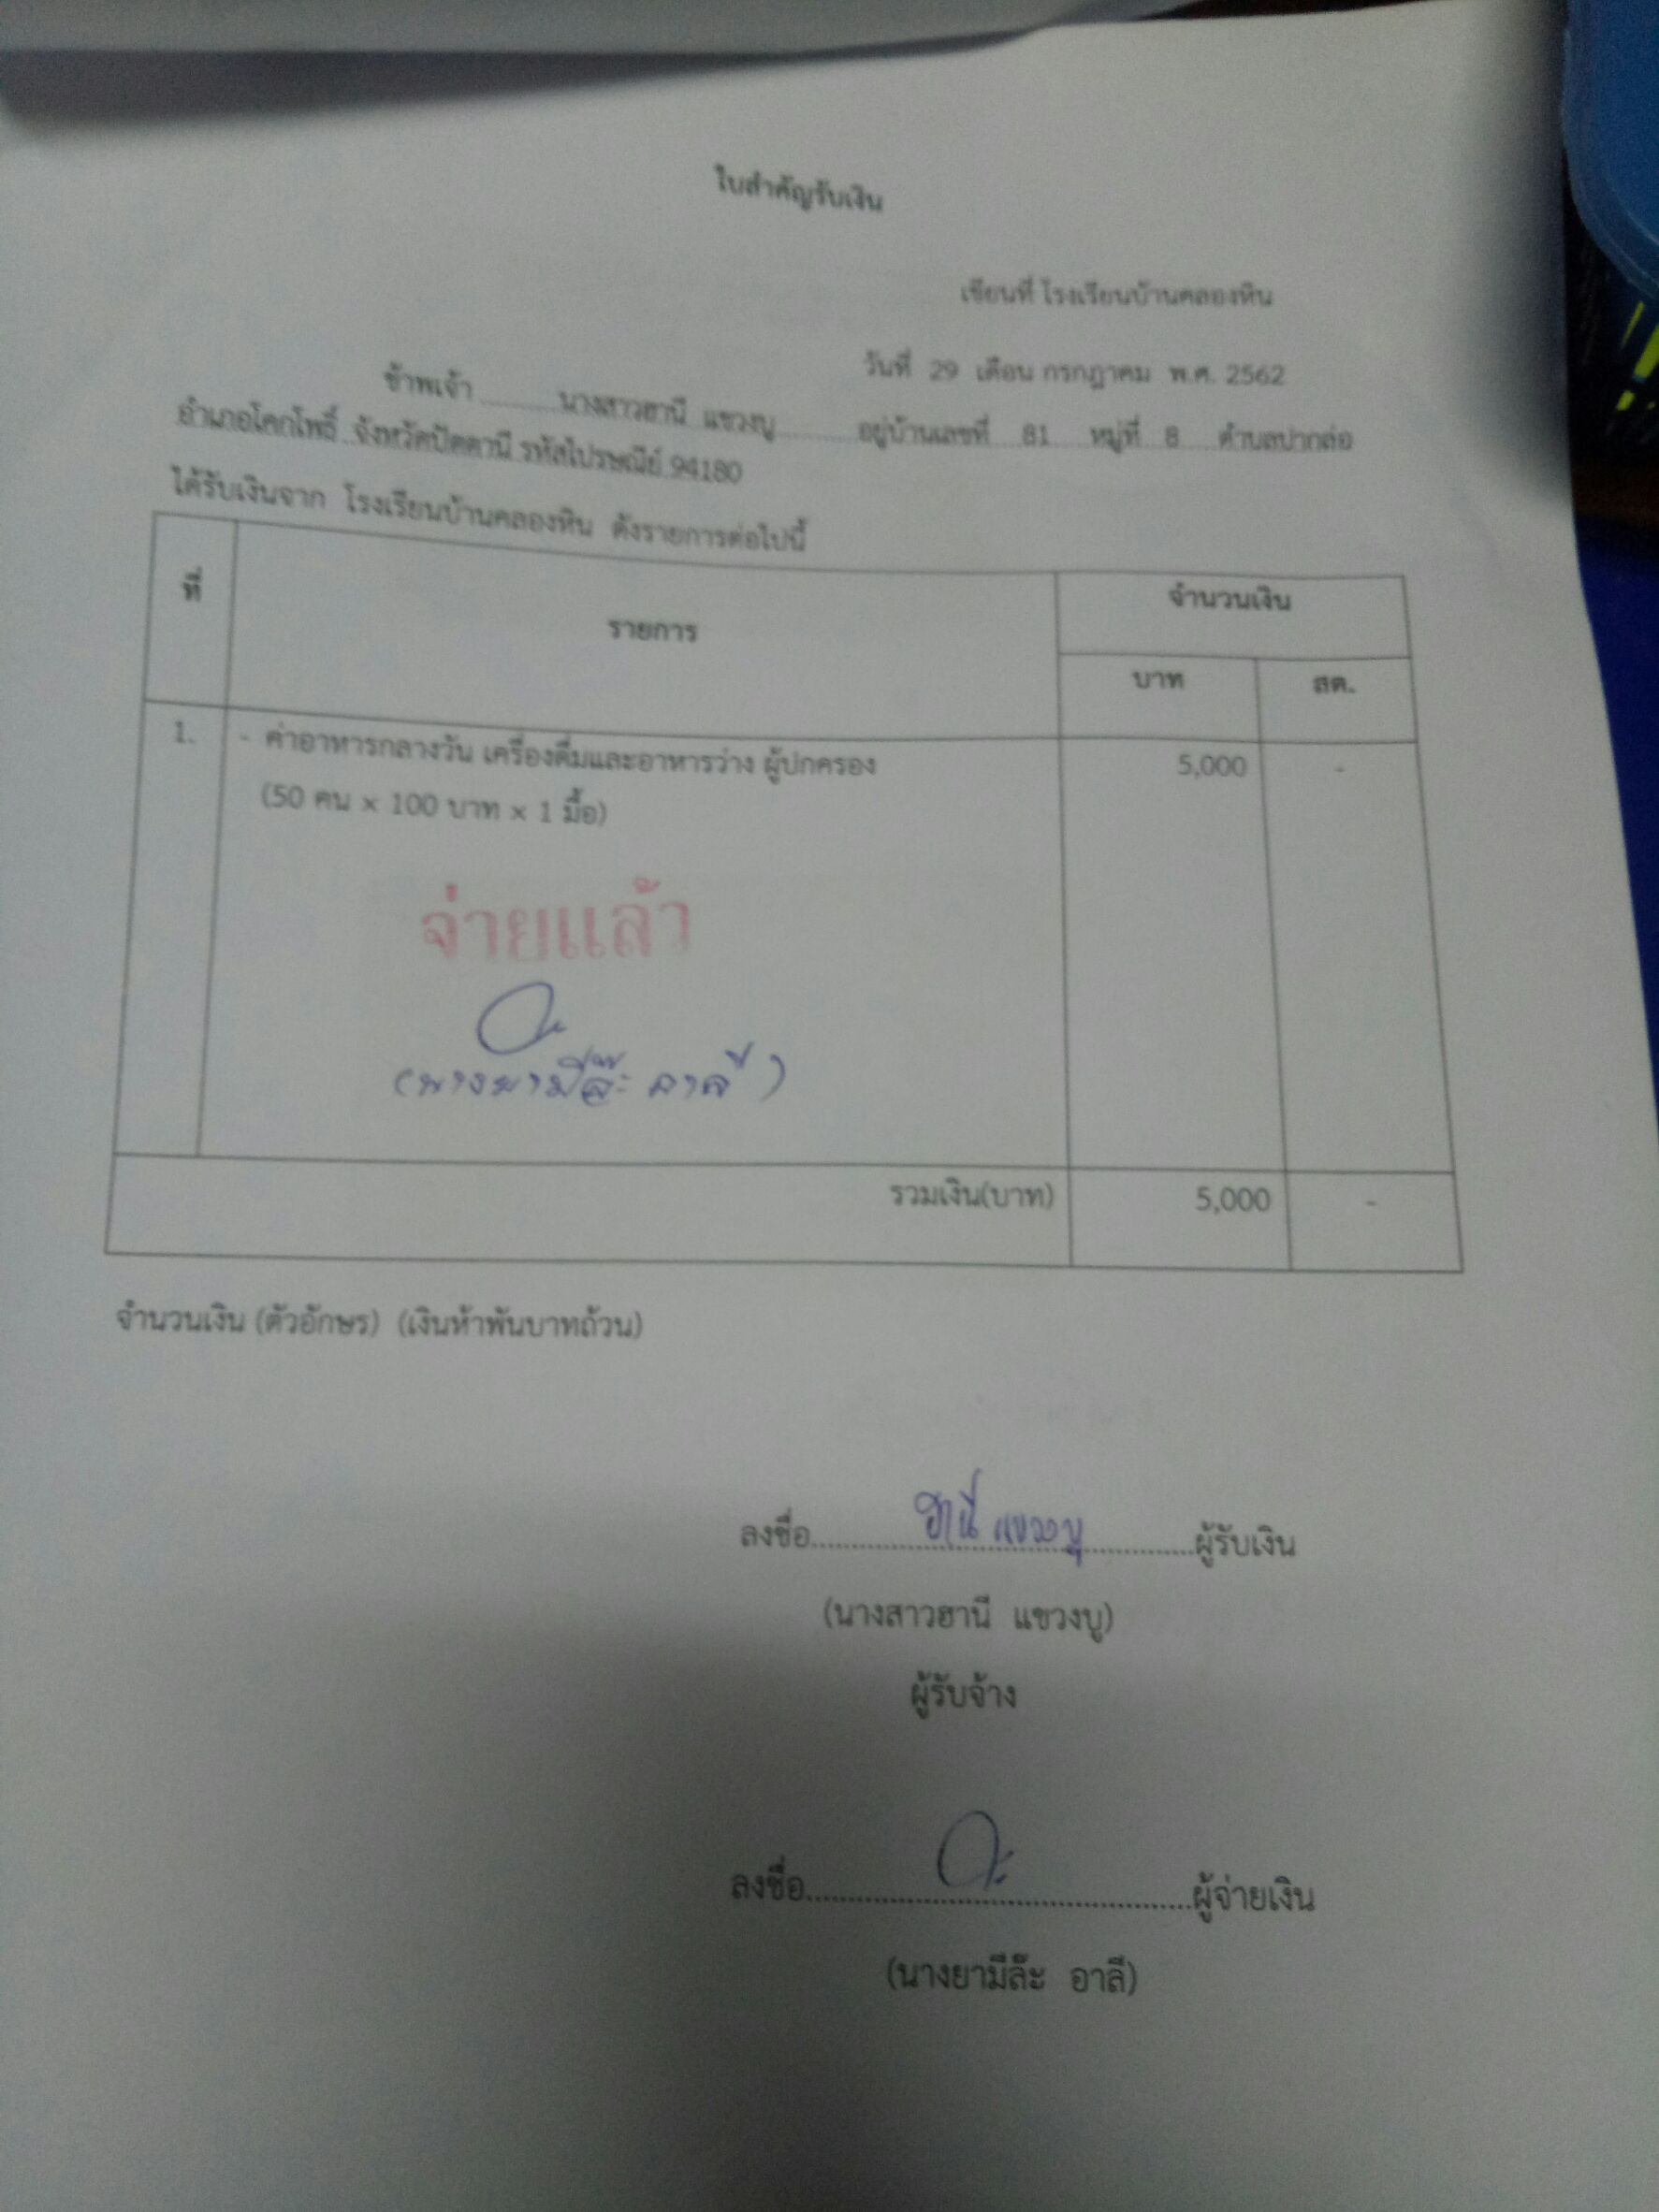 ใบสำคัญรับเงิน
เขียนที่ โรงเรียนบ้านคลองหิน
วันที่ 29 เดือน กรกฎาคม พ.ศ. 2562
ข้าพเจ้า..........นางสาวฮานี แขวงบู..........อยู่บ้านเลขที่ 81 หมู่ที่ 8 ตำบลปากล่อ
อำเภอโคกโพธิ์ จังหวัดปัตตานี รหัสไปรษณีย์ 94180
ได้รับเงินจาก โรงเรียนบ้านคลองหิน ดังรายการต่อไปนี้
ที่ รายการ จำนวนเงิน
บาท สต.
1. - ค่าอาหารกลางวัน เครื่องดื่มและอาหารว่าง ผู้ปกครอง 5,000 -
(50 คน × 100 บาท × 1 มื้อ)
จ่ายแล้ว
(นางยามีล๊ะ อาลี)
รวมเงิน(บาท) 5,000 -
จำนวนเงิน (ตัวอักษร) (เงินห้าพันบาทถ้วน)
ลงชื่อ..........ฮานี แขวงบู..........ผู้รับเงิน
(นางสาวฮานี แขวงบู)
ผู้รับจ้าง
ลงชื่อ....................ผู้จ่ายเงิน
(นางยามีล๊ะ อาลี)